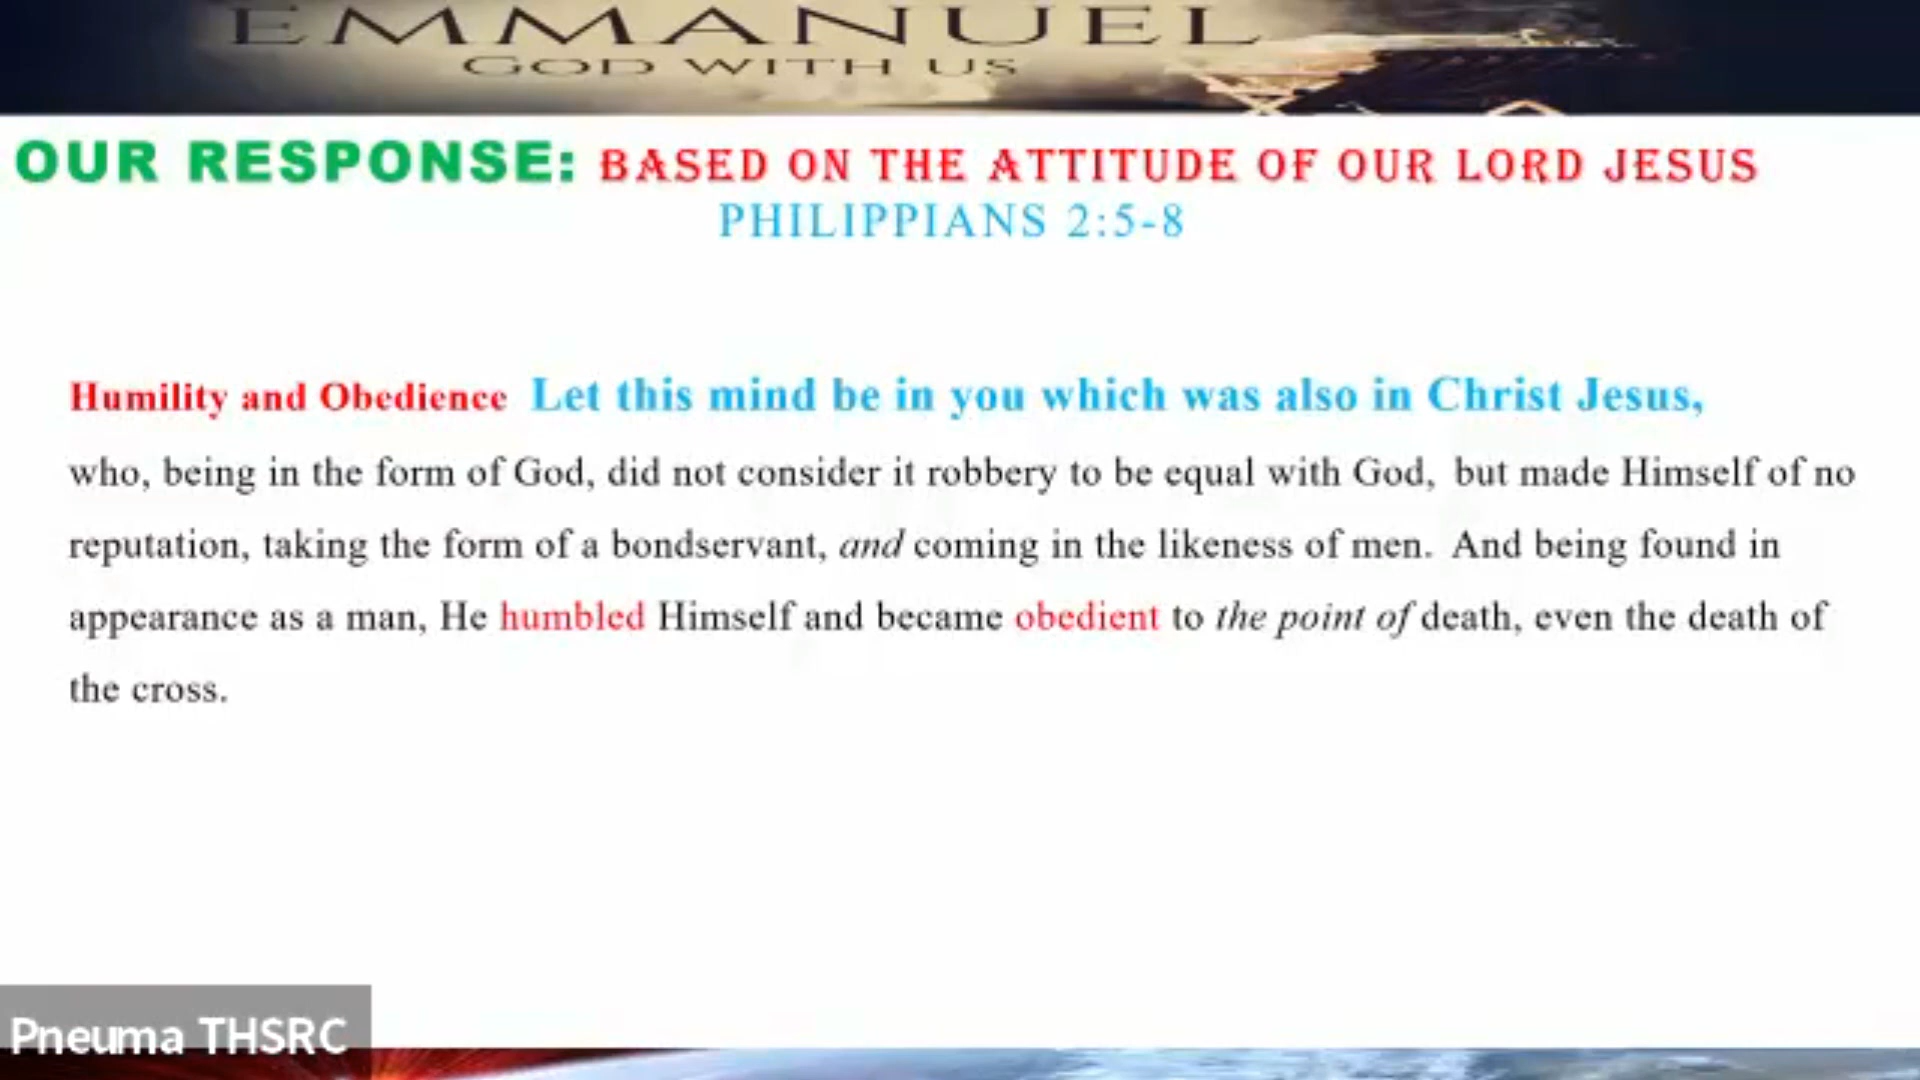 EMMANUEL
GOD WITH US
OUR RESPONSE: BASED ON THE ATTITUDE OF OUR LORD JESUS
PHILIPPIANS 2:5-8
Humility and Obedience Let this mind be in you which was also in Christ Jesus,
who, being in the form of God, did not consider it robbery to be equal with God, but made Himself of no
reputation, taking the form of a bondservant, and coming in the likeness of men. And being found in
appearance as a man, He humbled Himself and became obedient to the point of death, even the death of
the cross.
Pneuma THSRC